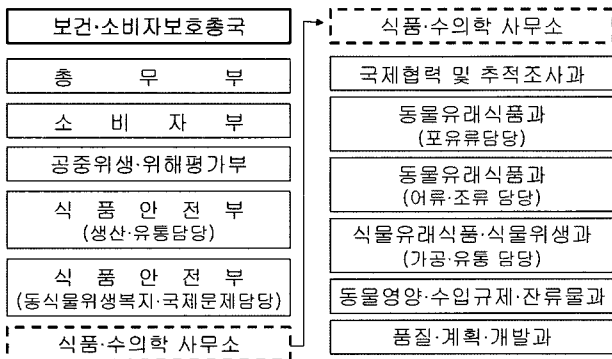 보건·소비자보호총국
총 무 부
소 비 자 부
공중위생·위해평가부
식 품 안 전 부
(생산·유통담당)
식 품 안 전 부
(동식물위생복지·국제문제담당)
식품·수의학 사무소
식품·수의학 사무소
국제협력 및 추적조사과
동물유래식품과
(포유류담당)
동물유래식품과
(어류·조류 담당)
식물유래식품·식물위생과
(가공·유통 담당)
동물영양·수입규제·잔류물과
품질·계획·개발과